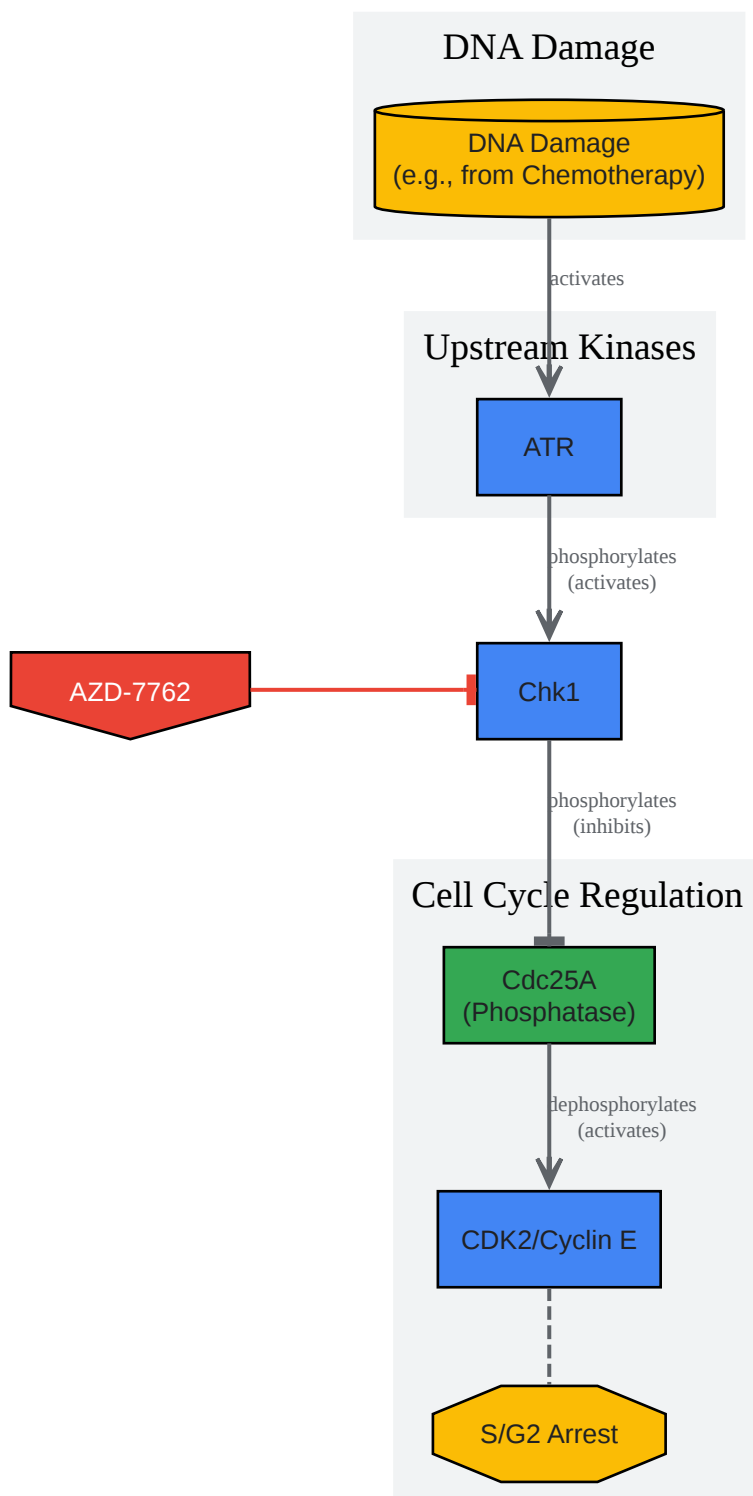 DNA Damage
DNA Damage
(e.g., from Chemotherapy)
activates
Upstream Kinases
ATR
phosphorylates
(activates)
AZD-7762
Chk1
phosphorylates
(inhibits)
Cell Cycle Regulation
Cdc25A
(Phosphatase)
dephosphorylates
(activates)
CDK2/Cyclin E
S/G2 Arrest